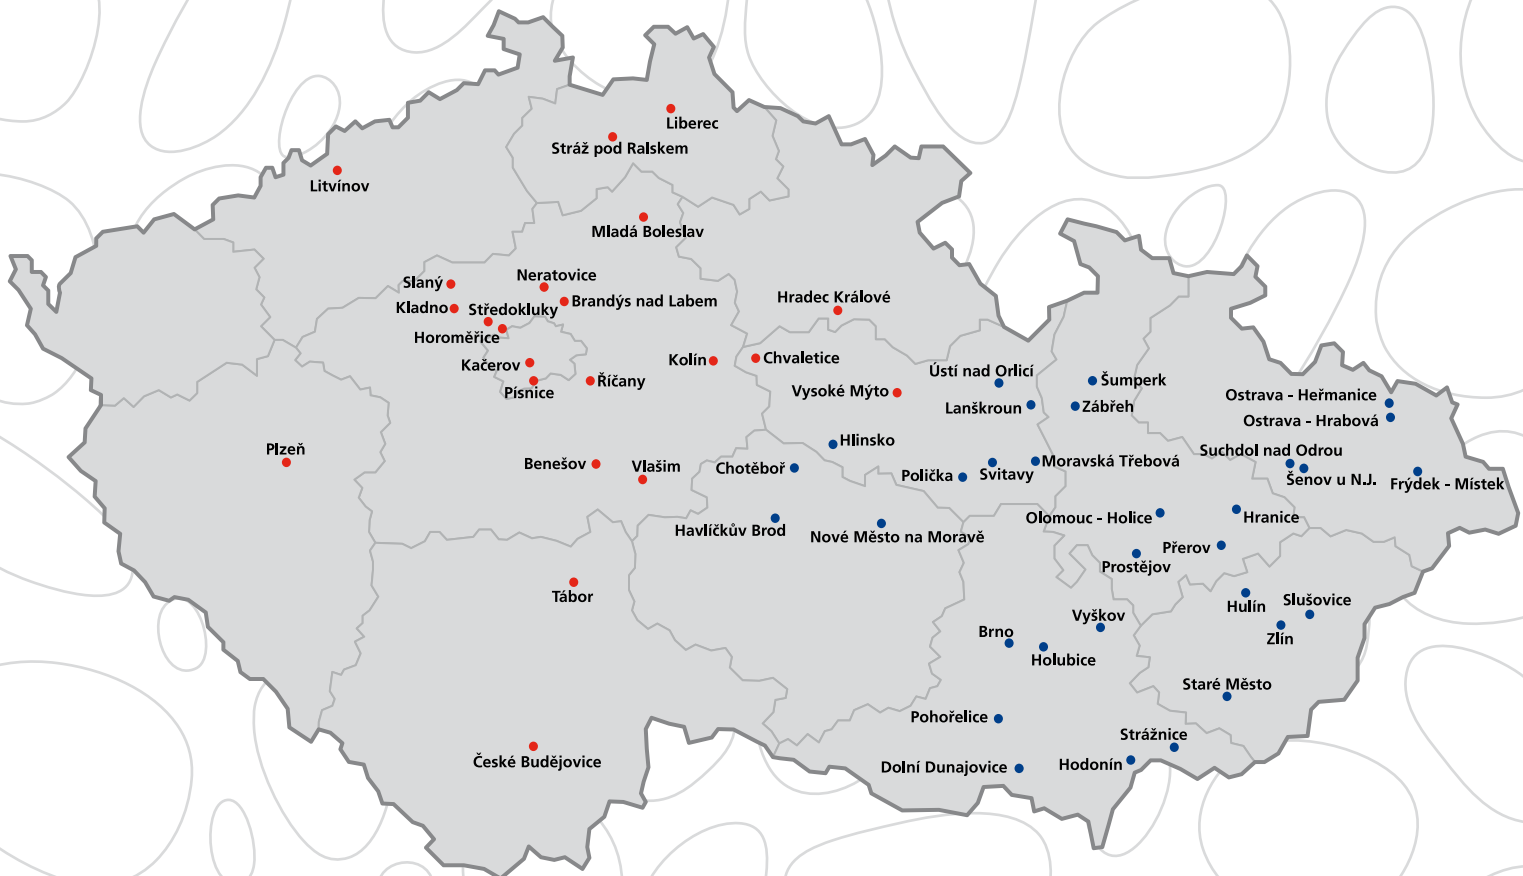 Liberec
Stráž pod Ralskem
Litvínov
Mladá Boleslav
Neratovice
Slaný
Brandýs nad Labem
Hradec Králové
Kladno
Středokluky
Horoměřice
Kolín
Chvaletice
Kačerov
Ústí nad Orlicí
Říčany
Šumperk
Písnice
Vysoké Mýto
Ostrava - Heřmanice
Lanškroun
Zábřeh
Ostrava - Hrabová
Hlinsko
Plzeň
Suchdol nad Odrou
Benešov
Vlašim
Chotěboř
Moravská Třebová
Polička
Svitavy
Šenov u N.J.
Frýdek - Místek
Olomouc - Holice
Hranice
Havlíčkův Brod
Nové Město na Moravě
Přerov
Prostějov
Tábor
Hulín
Slušovice
Vyškov
Brno
Zlín
Holubice
Staré Město
Pohořelice
Strážnice
České Budějovice
Dolní Dunajovice
Hodonín